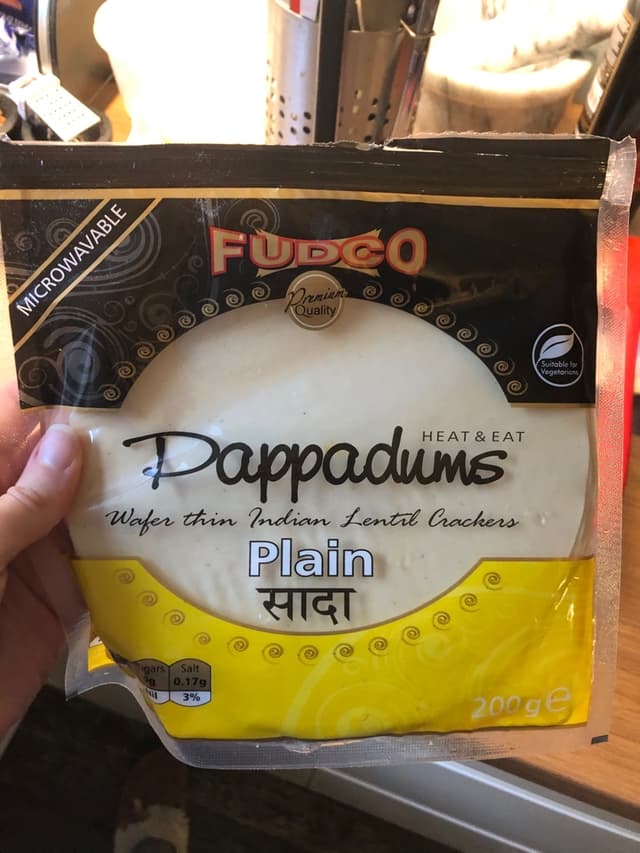 MICROWAVABLE
FUDCO
Premium
Quality
Suitable for
Vegetarians
HEAT & EAT
Pappadums
Wafer thin Indian Lentil Crackers
Plain
सादा
Salt
0.17g
3%
200g e